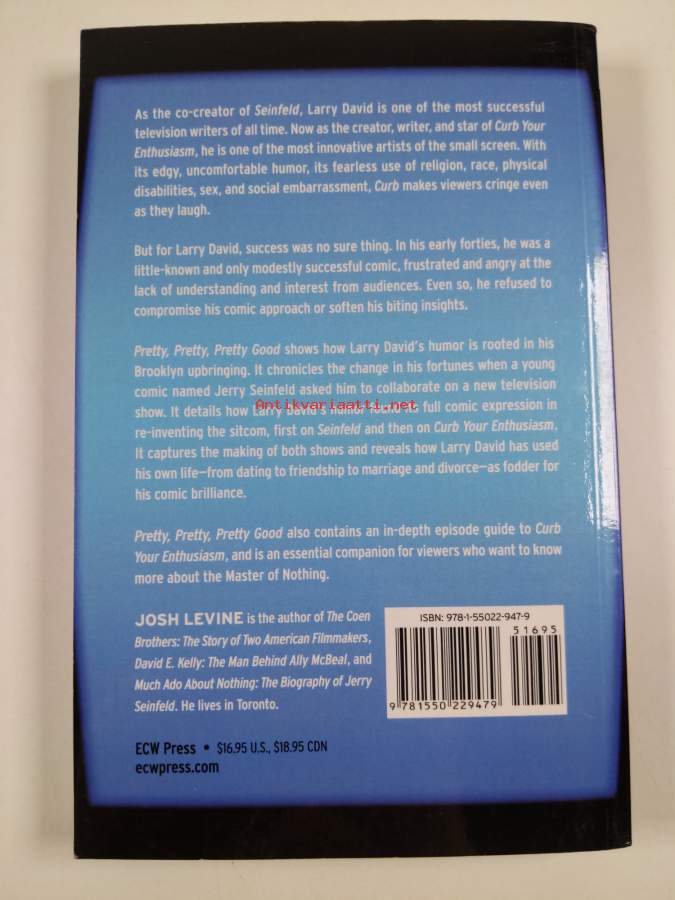 As the co-creator of Seinfeld, Larry David is one of the most successful
television writers of all time. Now as the creator, writer, and star of Curb Your
Enthusiasm, he is one of the most innovative artists of the small screen. With
its edgy, uncomfortable humor, its fearless use of religion, race, physical
disabilities, sex, and social embarrassment, Curb makes viewers cringe even
as they laugh.
But for Larry David, success was no sure thing. In his early forties, he was a
little-known and only modestly successful comic, frustrated and angry at the
lack of understanding and interest from audiences. Even so, he refused to
compromise his comic approach or soften his biting insights.
Pretty, Pretty, Pretty Good shows how Larry David's humor is rooted in his
Brooklyn upbringing. It chronicles the change in his fortunes when a young
comic named Jerry Seinfeld asked him to collaborate on a new television
show. It details how Larry David's humor found its full comic expression in
Antikvariaatti.net
re-inventing the sitcom, first on Seinfeld and then on Curb Your Enthusiasm.
It captures the making of both shows and reveals how Larry David has used
his own life—from dating to friendship to marriage and divorce—as fodder for
his comic brilliance.
Pretty, Pretty, Pretty Good also contains an in-depth episode guide to Curb
Your Enthusiasm, and is an essential companion for viewers who want to know
more about the Master of Nothing.
JOSH LEVINE is the author of The Coen
Brothers: The Story of Two American Filmmakers,
David E. Kelly: The Man Behind Ally McBeal, and
Much Ado About Nothing: The Biography of Jerry
Seinfeld. He lives in Toronto.
ISBN: 978-1-55022-947-9
51695
9 781550 229479
ECW Press • $16.95 U.S., $18.95 CDN
ecwpress.com